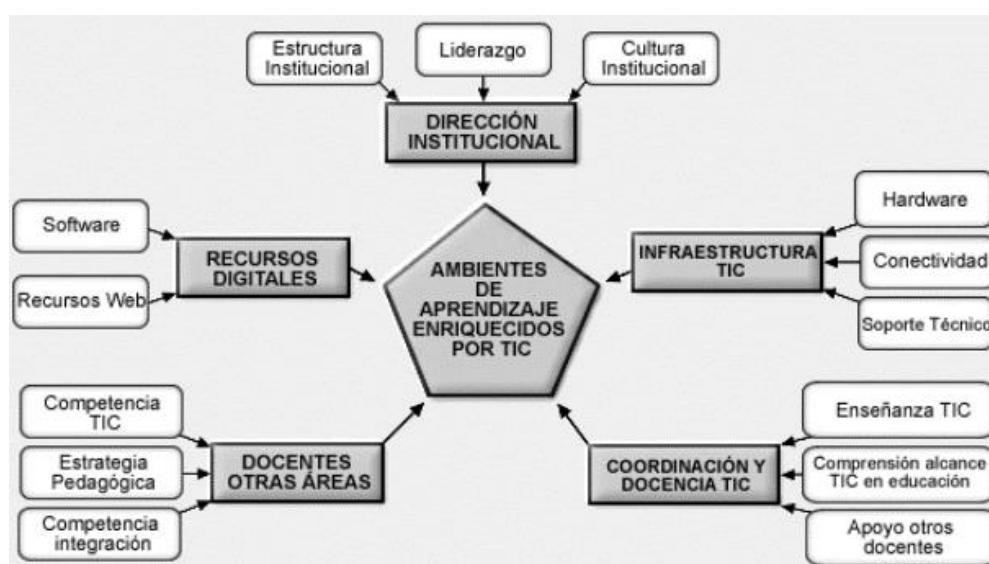 Estructura
Institucional
Liderazgo
Cultura
Institucional
DIRECCIÓN
INSTITUCIONAL
Software
Recursos Web
RECURSOS
DIGITALES
AMBIENTES
DE
APRENDIZAJE
ENRIQUECIDOS
POR TIC
INFRAESTRUCTURA
TIC
Hardware
Conectividad
Soporte Técnico
Competencia
TIC
Estrategia
Pedagógica
Competencia
integración
DOCENTES
OTRAS ÁREAS
COORDINACIÓN Y
DOCENCIA TIC
Enseñanza TIC
Comprensión alcance
TIC en educación
Apoyo otros
docentes